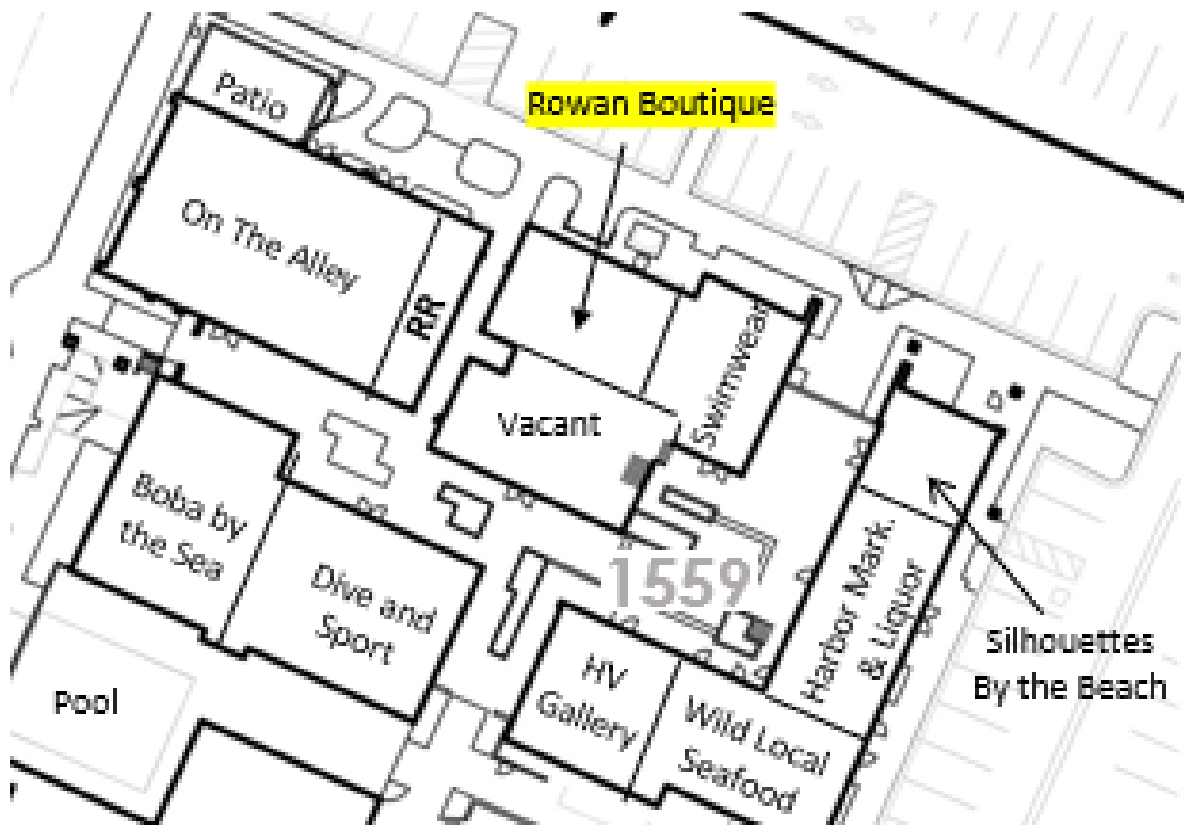 Patio
Rowan Boutique
On The Alley
RR
Swimwear
Vacant
Boba by
the Sea
Dive and
Sport
1559
Harbor Mark.
& Liquor
Silhouettes
By the Beach
HV
Gallery
Wild Local
Seafood
Pool